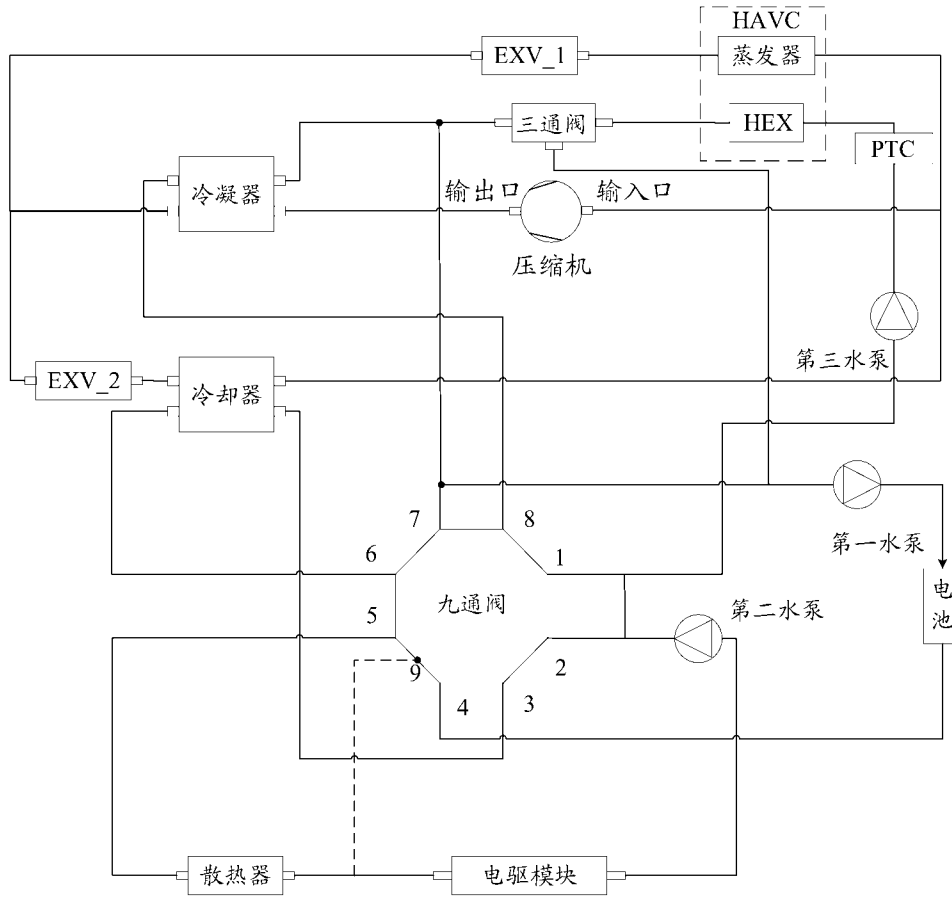 HAVC
EXV_1
蒸发器
三通阀
HEX
PTC
冷凝器
输出口
输入口
压缩机
第三水泵
EXV_2
冷却器
7
8
第一水泵
6
1
九通阀
第二水泵
电池
5
2
9
4
3
散热器
电驱模块